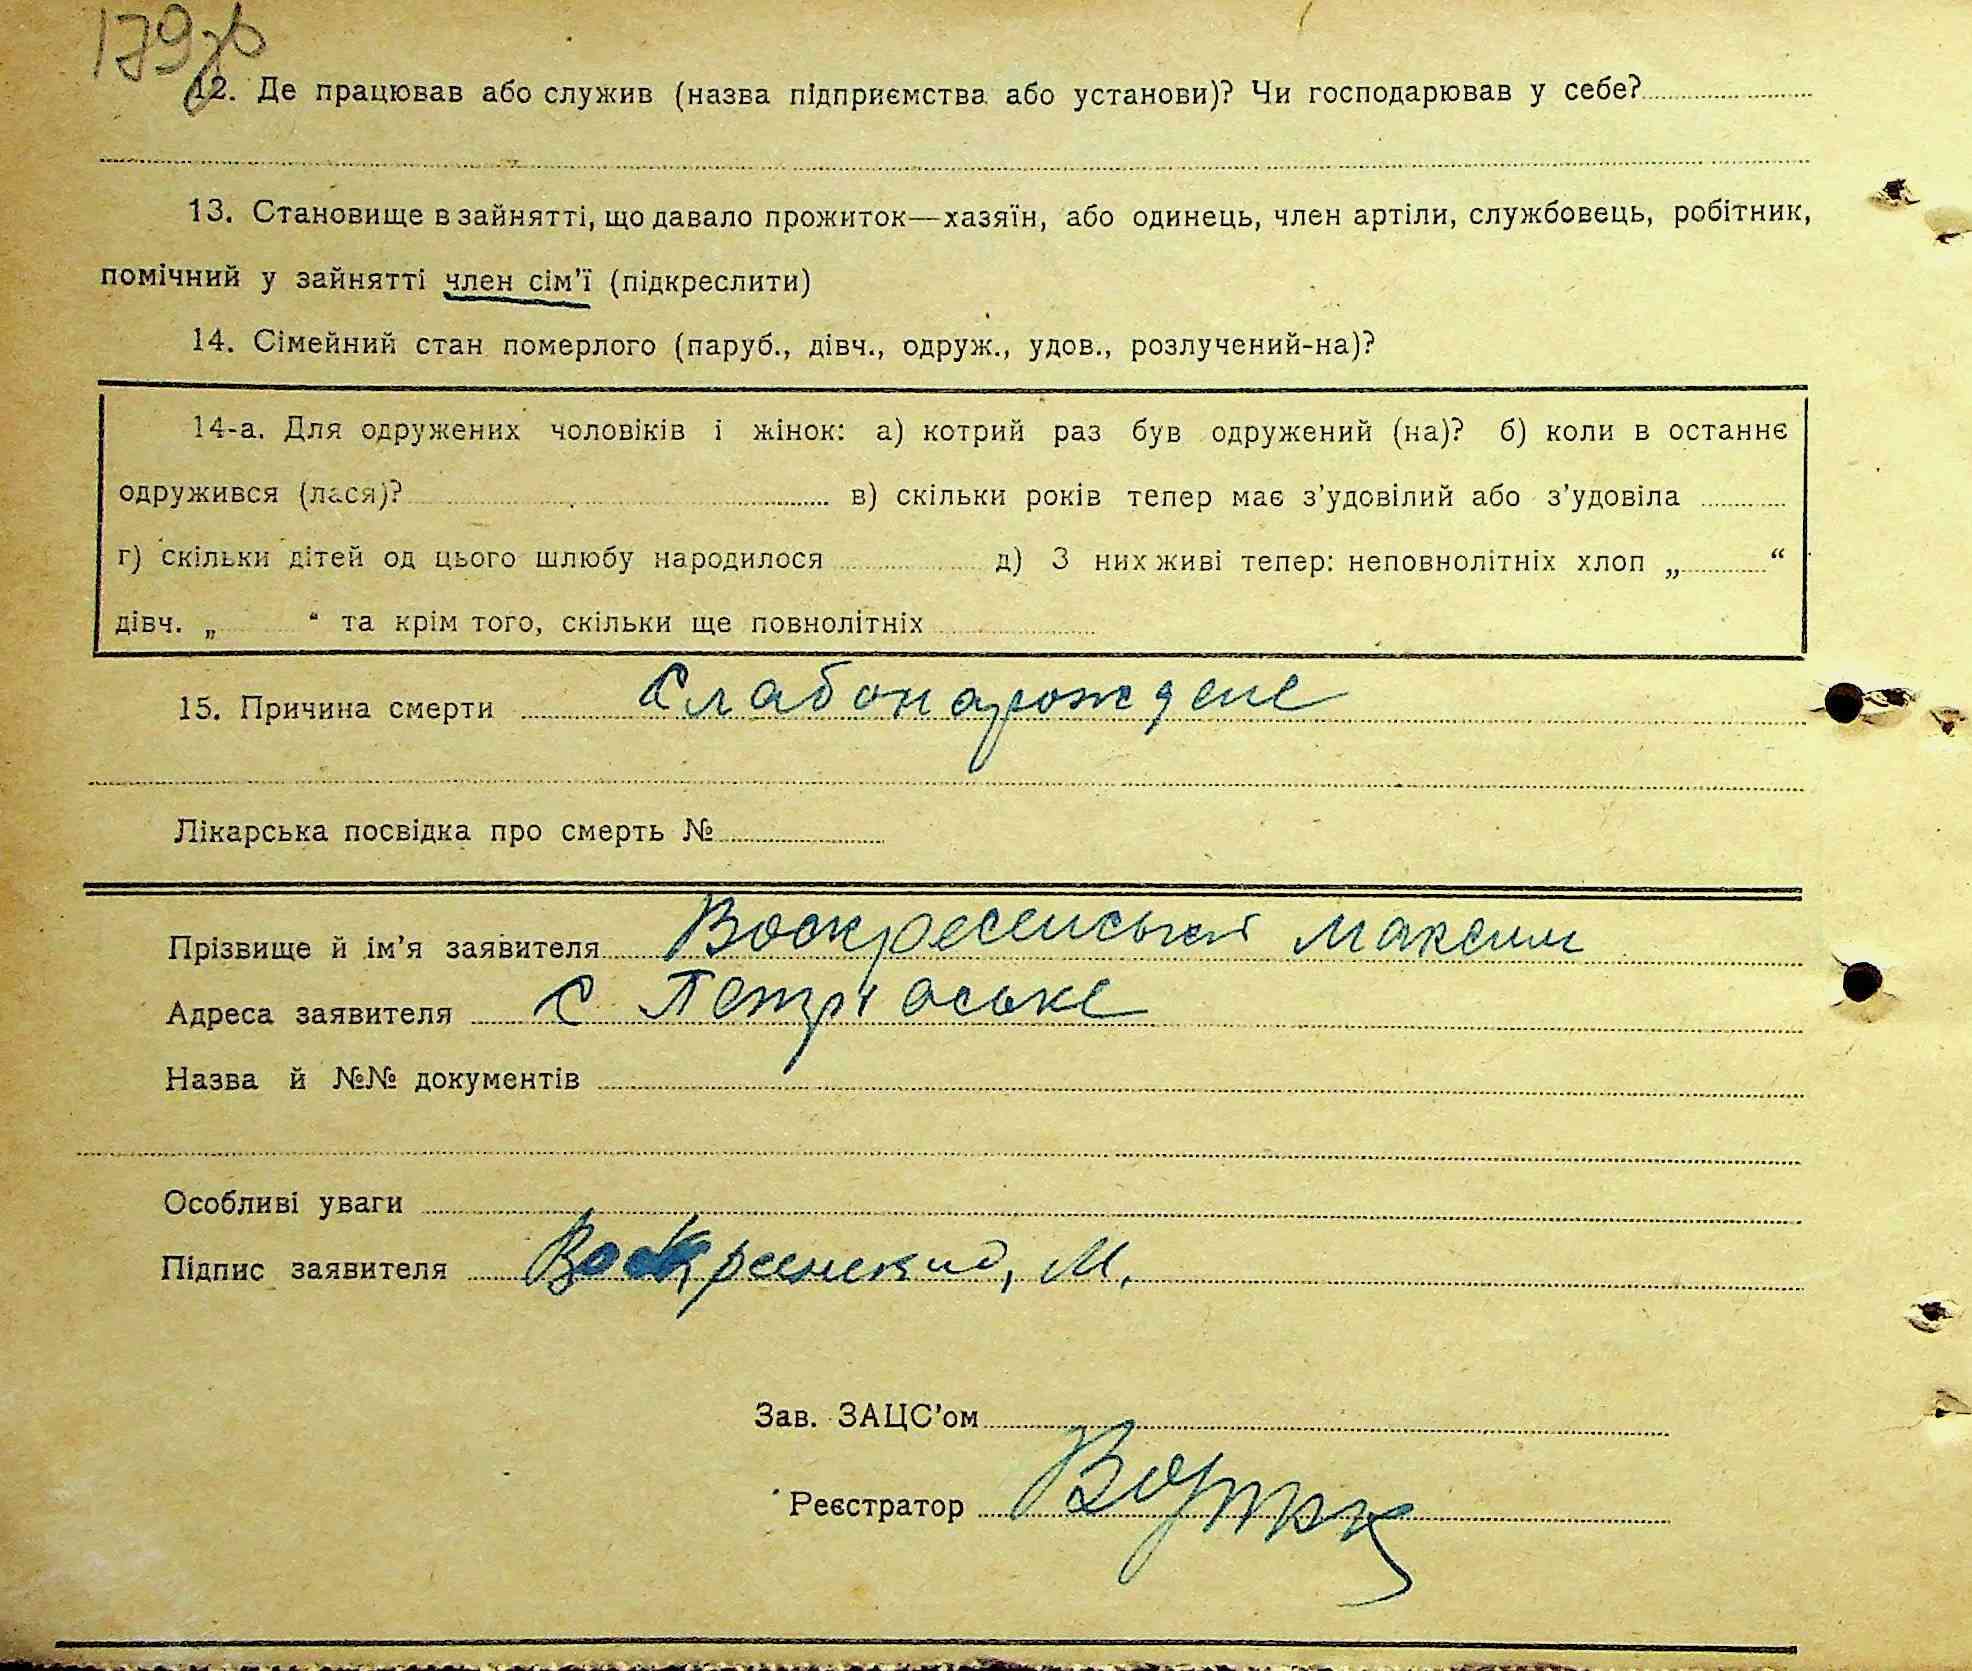 179зв
12. Де працював або служив (назва підприємства або установи)? Чи господарював у себе?
13. Становище в зайнятті, що давало прожиток—хазяїн, або одинець, член артіли, службовець, робітник,
помічний у зайнятті член сім'ї (підкреслити)
14. Сімейний стан померлого (паруб., дівч., одруж., удов., розлучений-на)?
14-а. Для одружених чоловіків і жінок: а) котрий раз був одружений (на)? б) коли в останнє
одружився (лася)? в) скільки років тепер має з'удовілий або з'удовіла
г) скільки дітей од цього шлюбу народилося д) З них живі тепер: неповнолітніх хлоп „ “
дівч. „ “ та крім того, скільки ще повнолітніх
15. Причина смерти Слабонарождене
Лікарська посвідка про смерть №
Прізвище й ім'я заявителя Воскресенський Максим
Адреса заявителя с Петрівське
Назва й №№ документів
Особливі уваги
Підпис заявителя М.
Зав. ЗАЦС'ом
Реєстратор